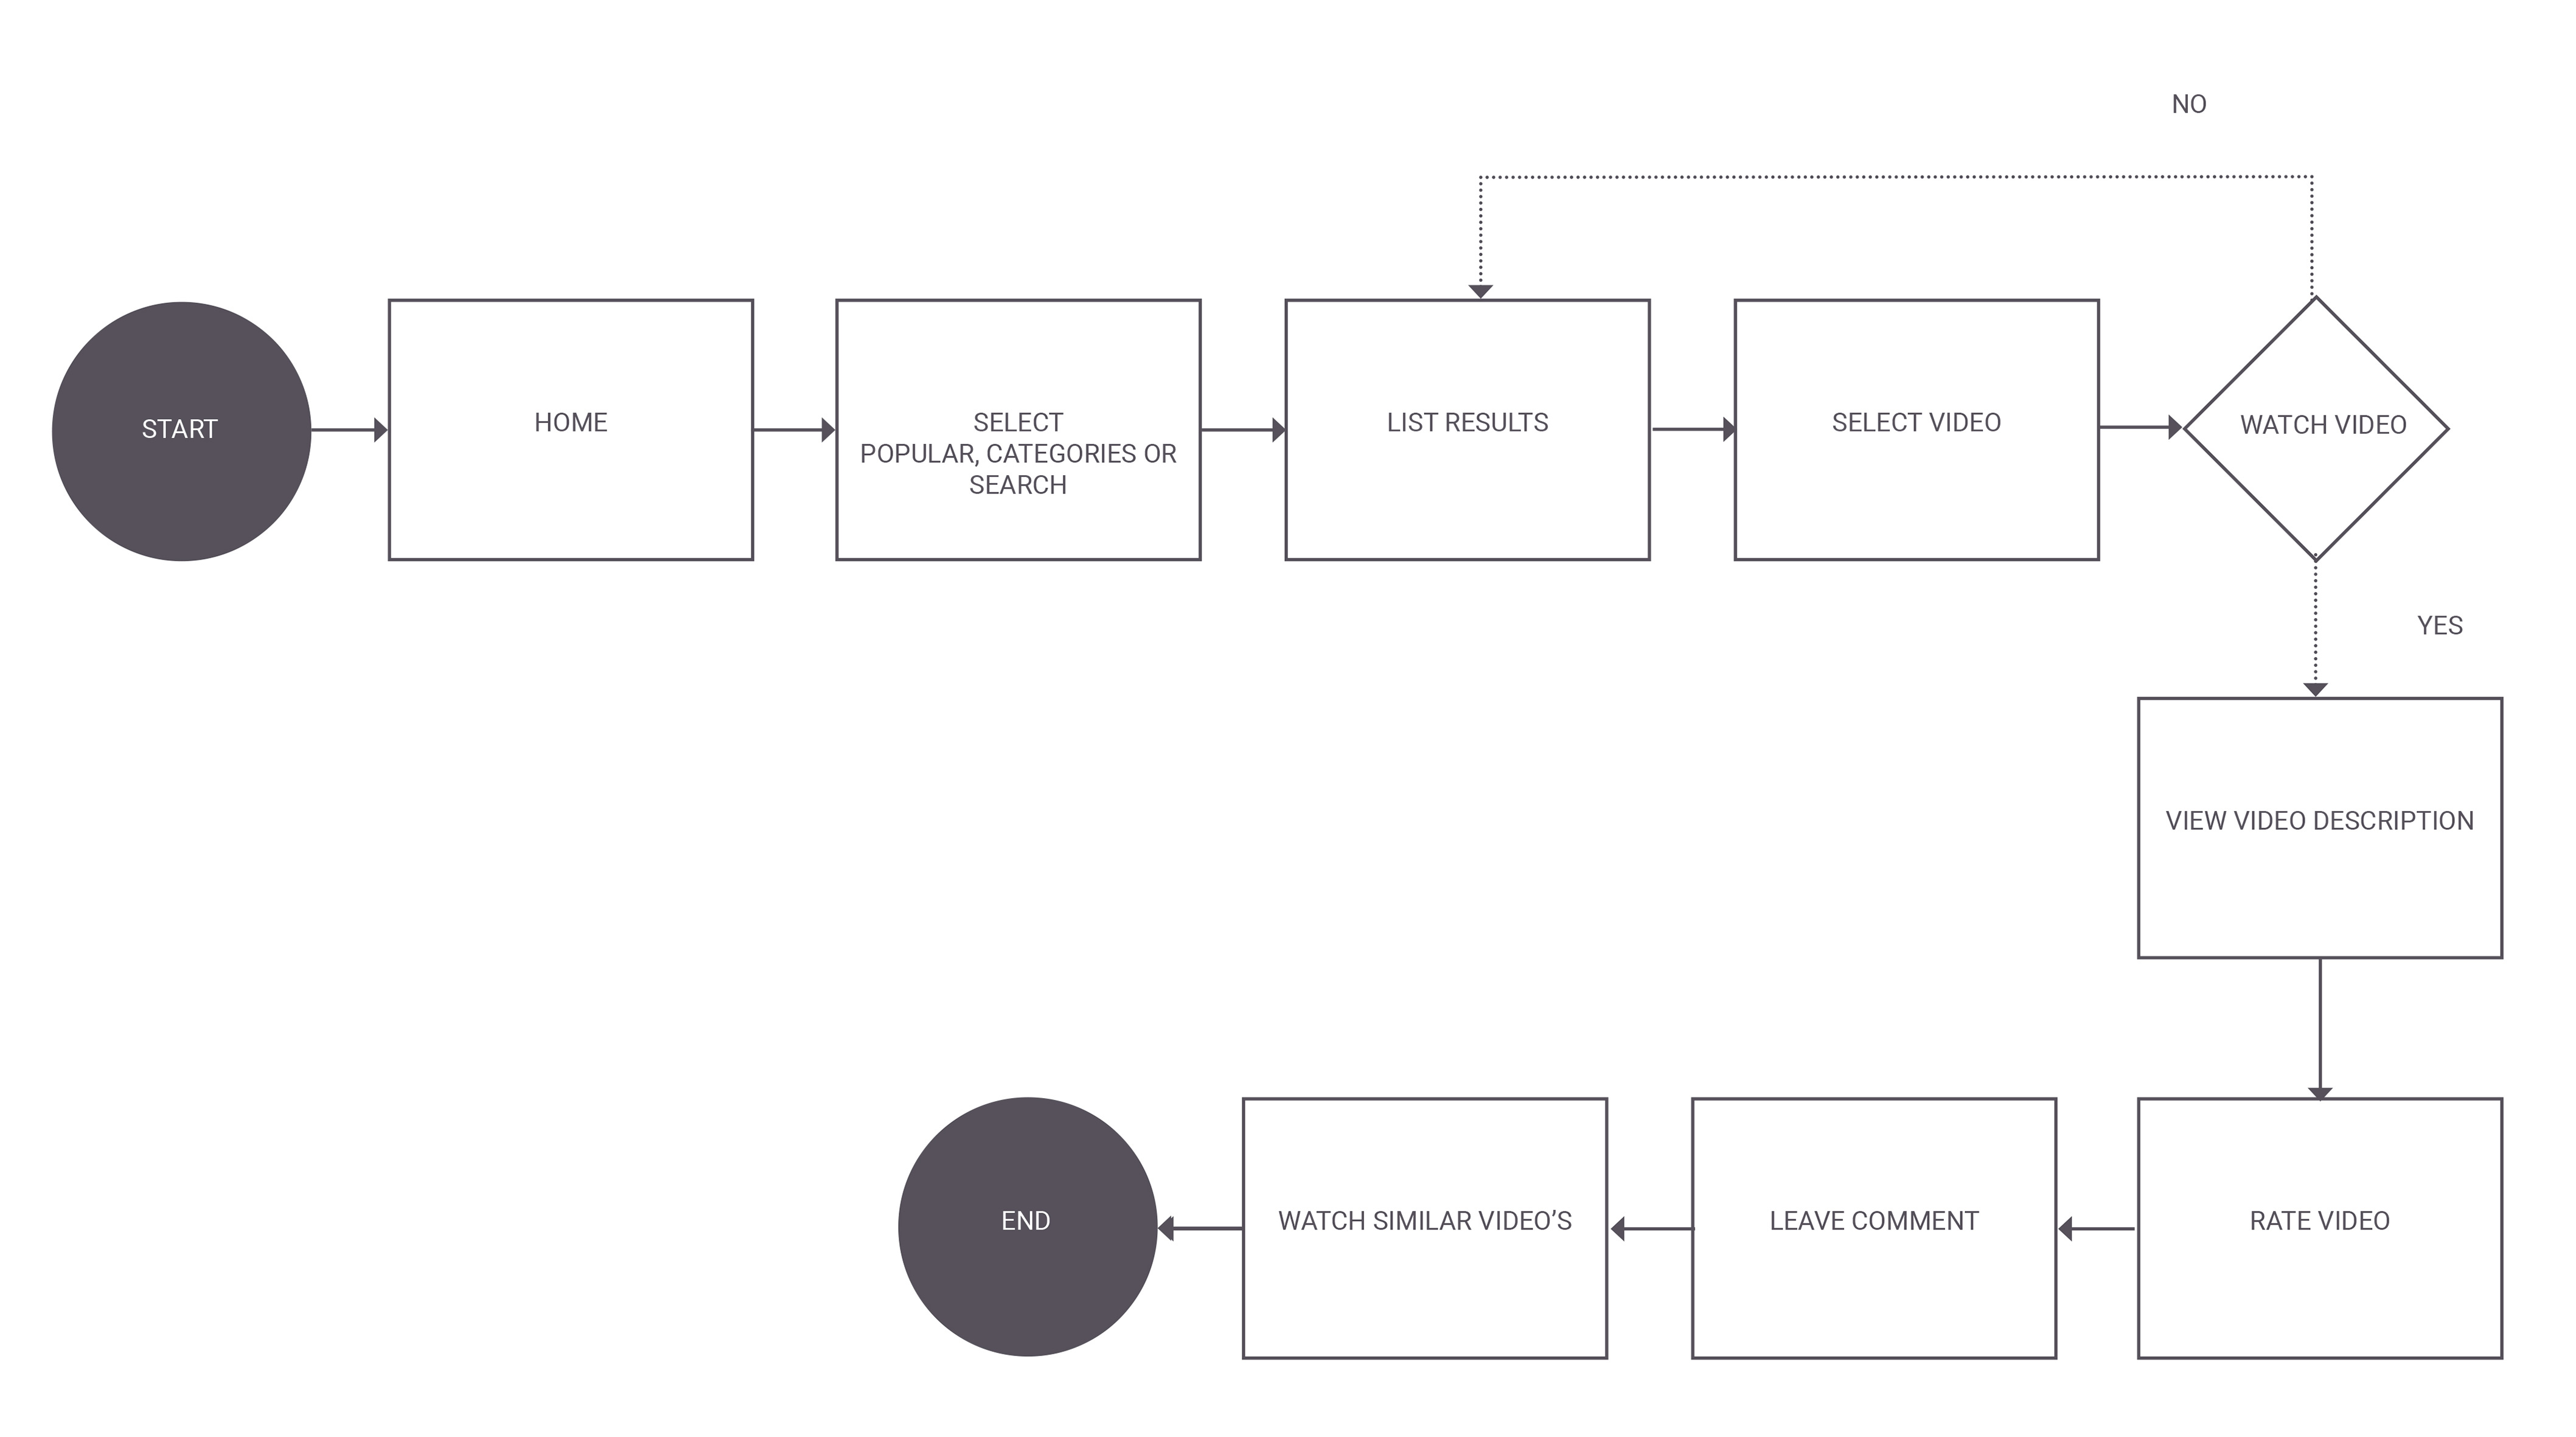 NO
START
HOME
SELECT
POPULAR, CATEGORIES OR
SEARCH
LIST RESULTS
SELECT VIDEO
WATCH VIDEO
YES
VIEW VIDEO DESCRIPTION
END
WATCH SIMILAR VIDEO’S
LEAVE COMMENT
RATE VIDEO